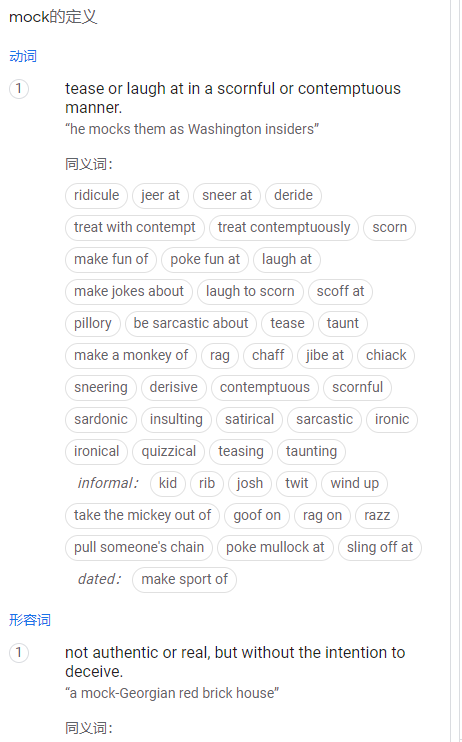 mock的定义
动词
1 tease or laugh at in a scornful or contemptuous
manner.
“he mocks them as Washington insiders”
同义词：
ridicule jeer at sneer at deride
treat with contempt treat contemptuously scorn
make fun of poke fun at laugh at
make jokes about laugh to scorn scoff at
pillory be sarcastic about tease taunt
make a monkey of rag chaff jibe at chiack
sneering derisive contemptuous scornful
sardonic insulting satirical sarcastic ironic
ironical quizzical teasing taunting
informal： kid rib josh twit wind up
take the mickey out of goof on rag on razz
pull someone's chain poke mullock at sling off at
dated： make sport of
形容词
1 not authentic or real, but without the intention to
deceive.
“a mock-Georgian red brick house”
同义词：